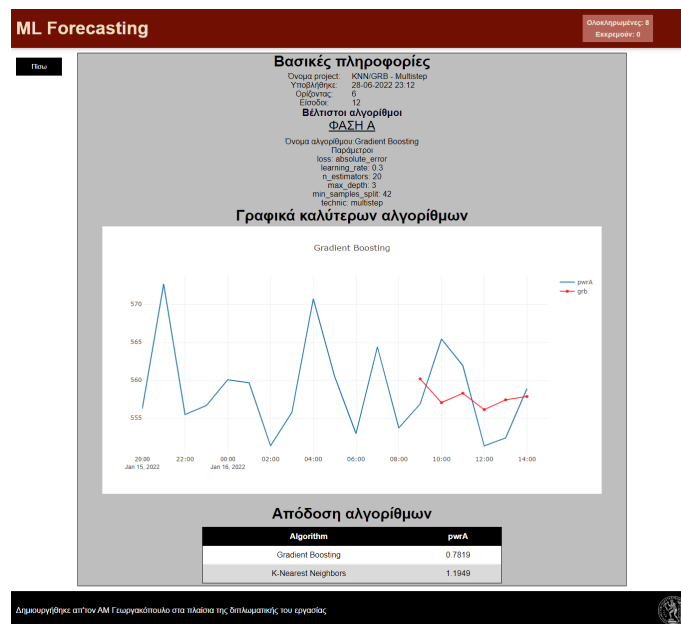 ML Forecasting
Ολοκληρωμένες: 8
Εκκρεμούν: 0
Πίσω
Βασικές πληροφορίες
Όνομα project: KNN/GRB - Multistep
Υποβλήθηκε: 28-06-2022 23:12
Ορίζοντας: 6
Είσοδοι: 12
Βέλτιστοι αλγορίθμοι
ΦΑΣΗ Α
Όνομα αλγορίθμου:Gradient Boosting
Παράμετροι
loss: absolute_error
learning_rate: 0.3
n_estimators: 20
max_depth: 3
min_samples_split: 42
technic: multistep
Γραφικά καλύτερων αλγορίθμων
Gradient Boosting
pwrA
grb
570
565
560
555
20:00 22:00 00:00 02:00 04:00 06:00 08:00 10:00 12:00 14:00
Jan 15, 2022 Jan 16, 2022
Απόδοση αλγορίθμων
Algorithm pwrA
Gradient Boosting 0.7819
K-Nearest Neighbors 1.1949
Δημιουργήθηκε απ'τον ΑΜ Γεωργακόπουλο στα πλαίσια της διπλωματικής του εργασίας